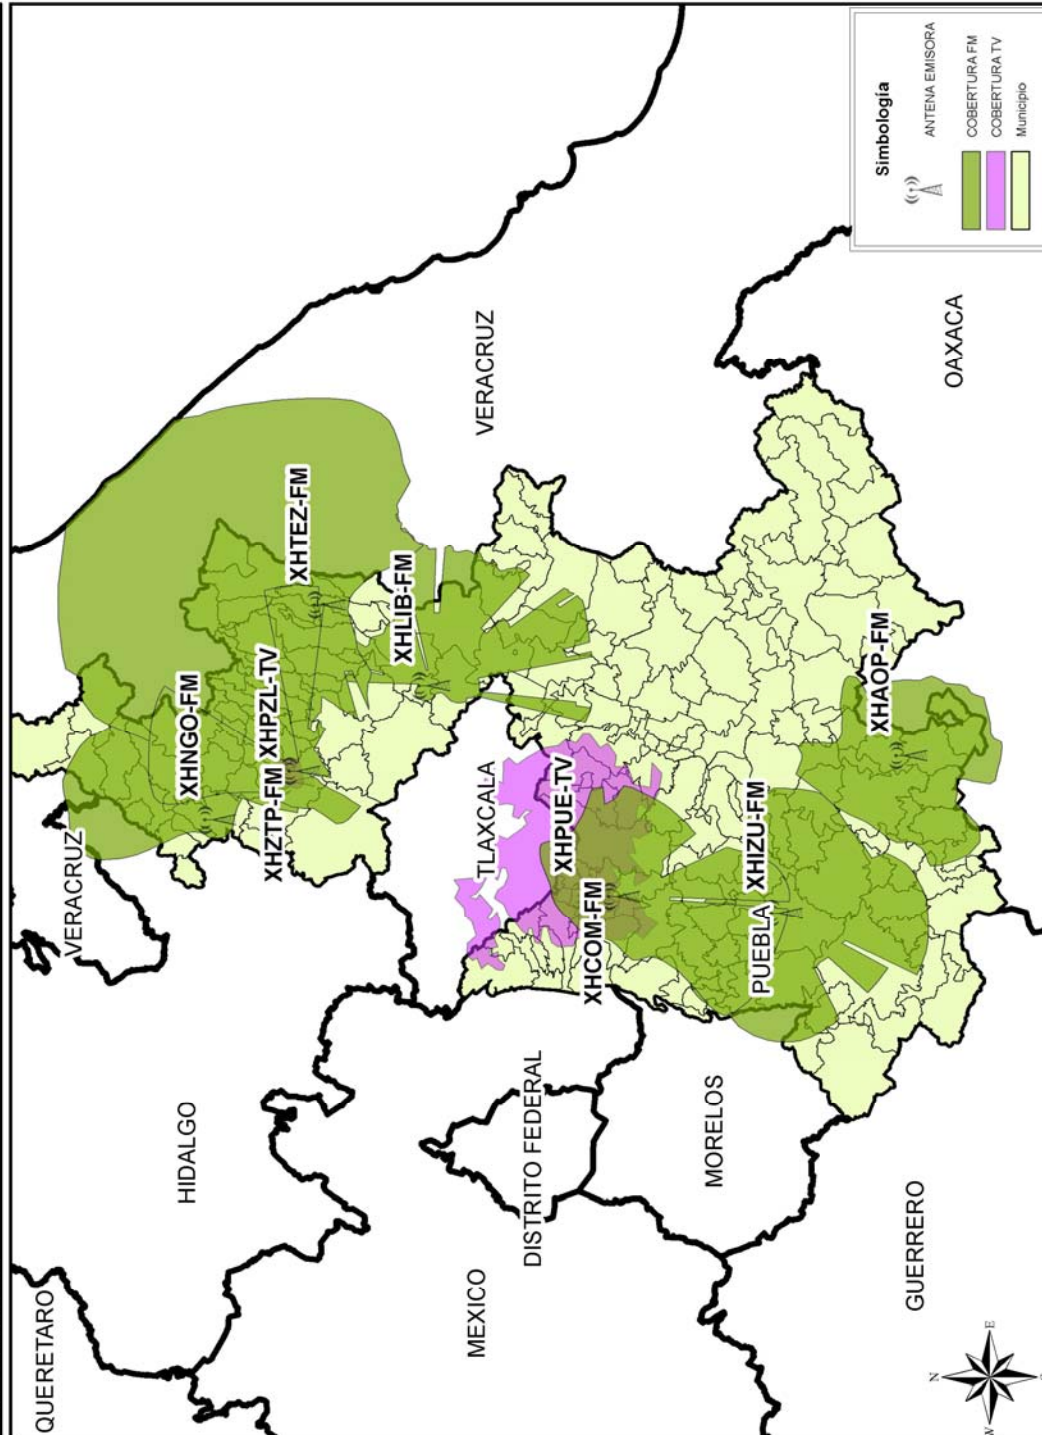 QUERETARO
VERACRUZ
HIDALGO
XHNGO-FM
XHPZL-TV
XHZTP-FM
XHTEZ-FM
XHLIB-FM
MEXICO
TLAXCALA
VERACRUZ
DISTRITO FEDERAL
XHPUE-TV
XHCOM-FM
MORELOS
PUEBLA
XHIZU-FM
XHAOP-FM
GUERRERO
OAXACA
N
W
E
Simbología
ANTENA EMISORA
COBERTURA FM
COBERTURA TV
Municipio